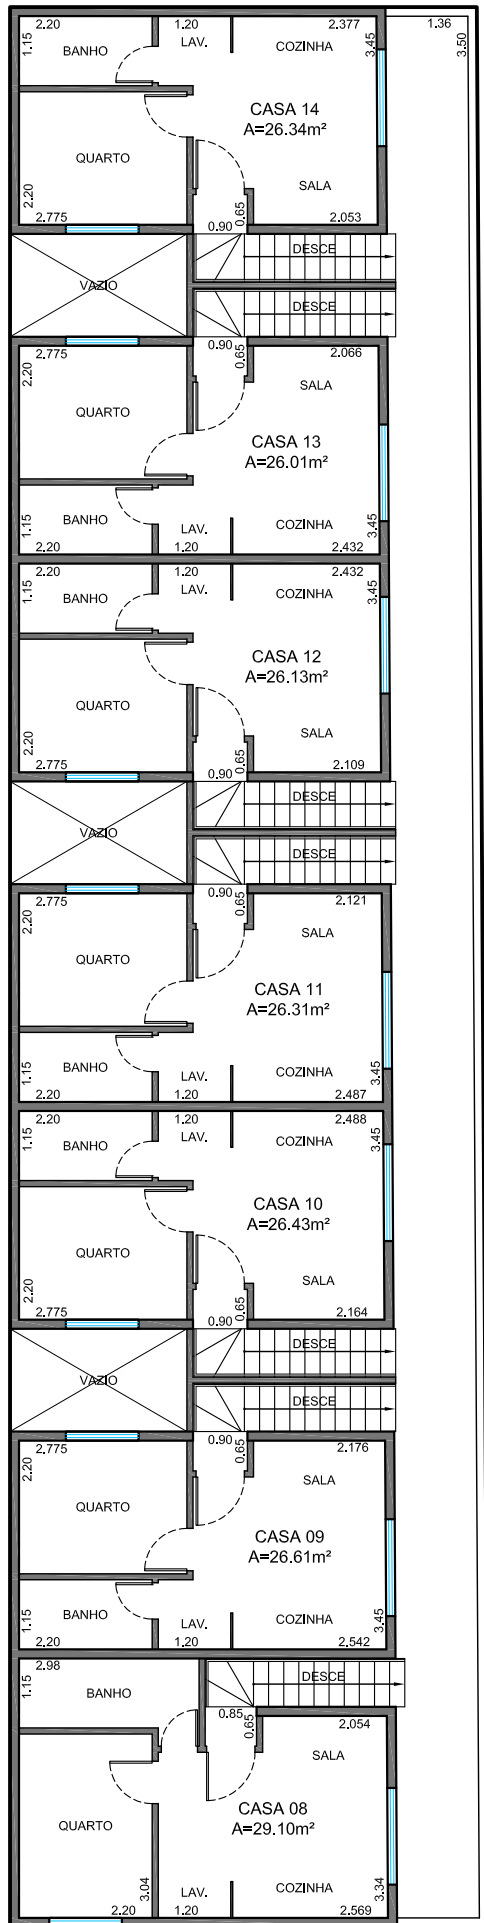 2.20 1.20 2.377 1.36
1.15 BANHO LAV. COZINHA 3.45 3.50
CASA 14
A=26.34m²
QUARTO
SALA
2.20
2.775 0.90 0.65 2.053
DESCE
VAZIO
DESCE
2.775 0.90 0.65 2.066
2.20
SALA
QUARTO
CASA 13
A=26.01m²
1.15 BANHO LAV. COZINHA 3.45
2.20 1.20 2.432
2.20 1.20 2.432
1.15 BANHO LAV. COZINHA 3.45
CASA 12
A=26.13m²
QUARTO
SALA
2.20
2.775 0.90 0.65 2.109
DESCE
VAZIO
DESCE
2.775 0.90 0.65 2.121
2.20
SALA
QUARTO
CASA 11
A=26.31m²
1.15 BANHO LAV. COZINHA 3.45
2.20 1.20 2.487
2.20 1.20 2.488
1.15 BANHO LAV. COZINHA 3.45
CASA 10
A=26.43m²
QUARTO
SALA
2.20
2.775 0.90 0.65 2.164
DESCE
VAZIO
DESCE
2.775 0.90 0.65 2.176
2.20
SALA
QUARTO
CASA 09
A=26.61m²
1.15 BANHO LAV. COZINHA 3.45
2.20 1.20 2.542
2.98
1.15 BANHO DESCE
0.85 0.65 2.054
SALA
CASA 08
A=29.10m²
QUARTO
3.04 LAV. COZINHA 3.34
2.20 1.20 2.569